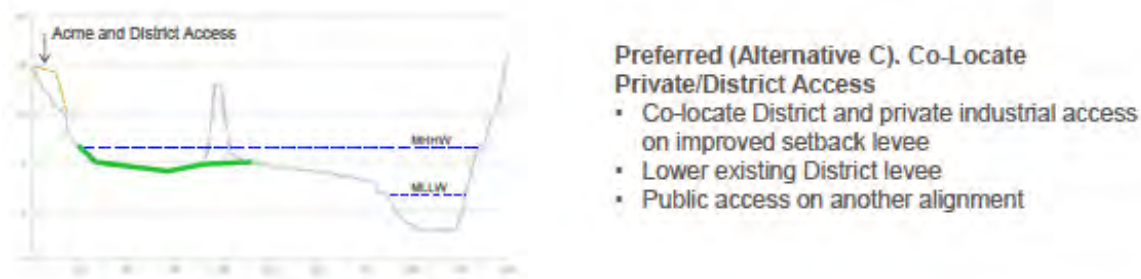 Acme and District Access
MHHW
MLLW
Preferred (Alternative C). Co-Locate
Private/District Access
• Co-locate District and private industrial access
on improved setback levee
• Lower existing District levee
• Public access on another alignment